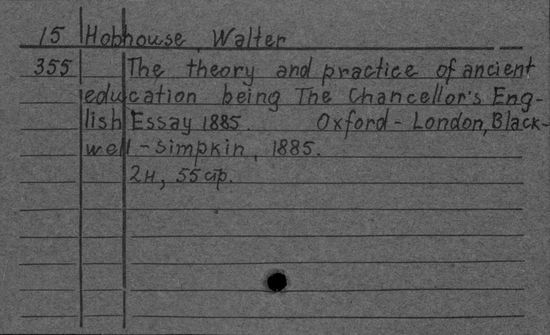 15 Hobhouse, Walter
355 The theory and practice of ancient
education being The Chancellor's Eng-
lish Essay 1885. Oxford - London, Black-
well - Simpkin, 1885.
2н, 55 стр.